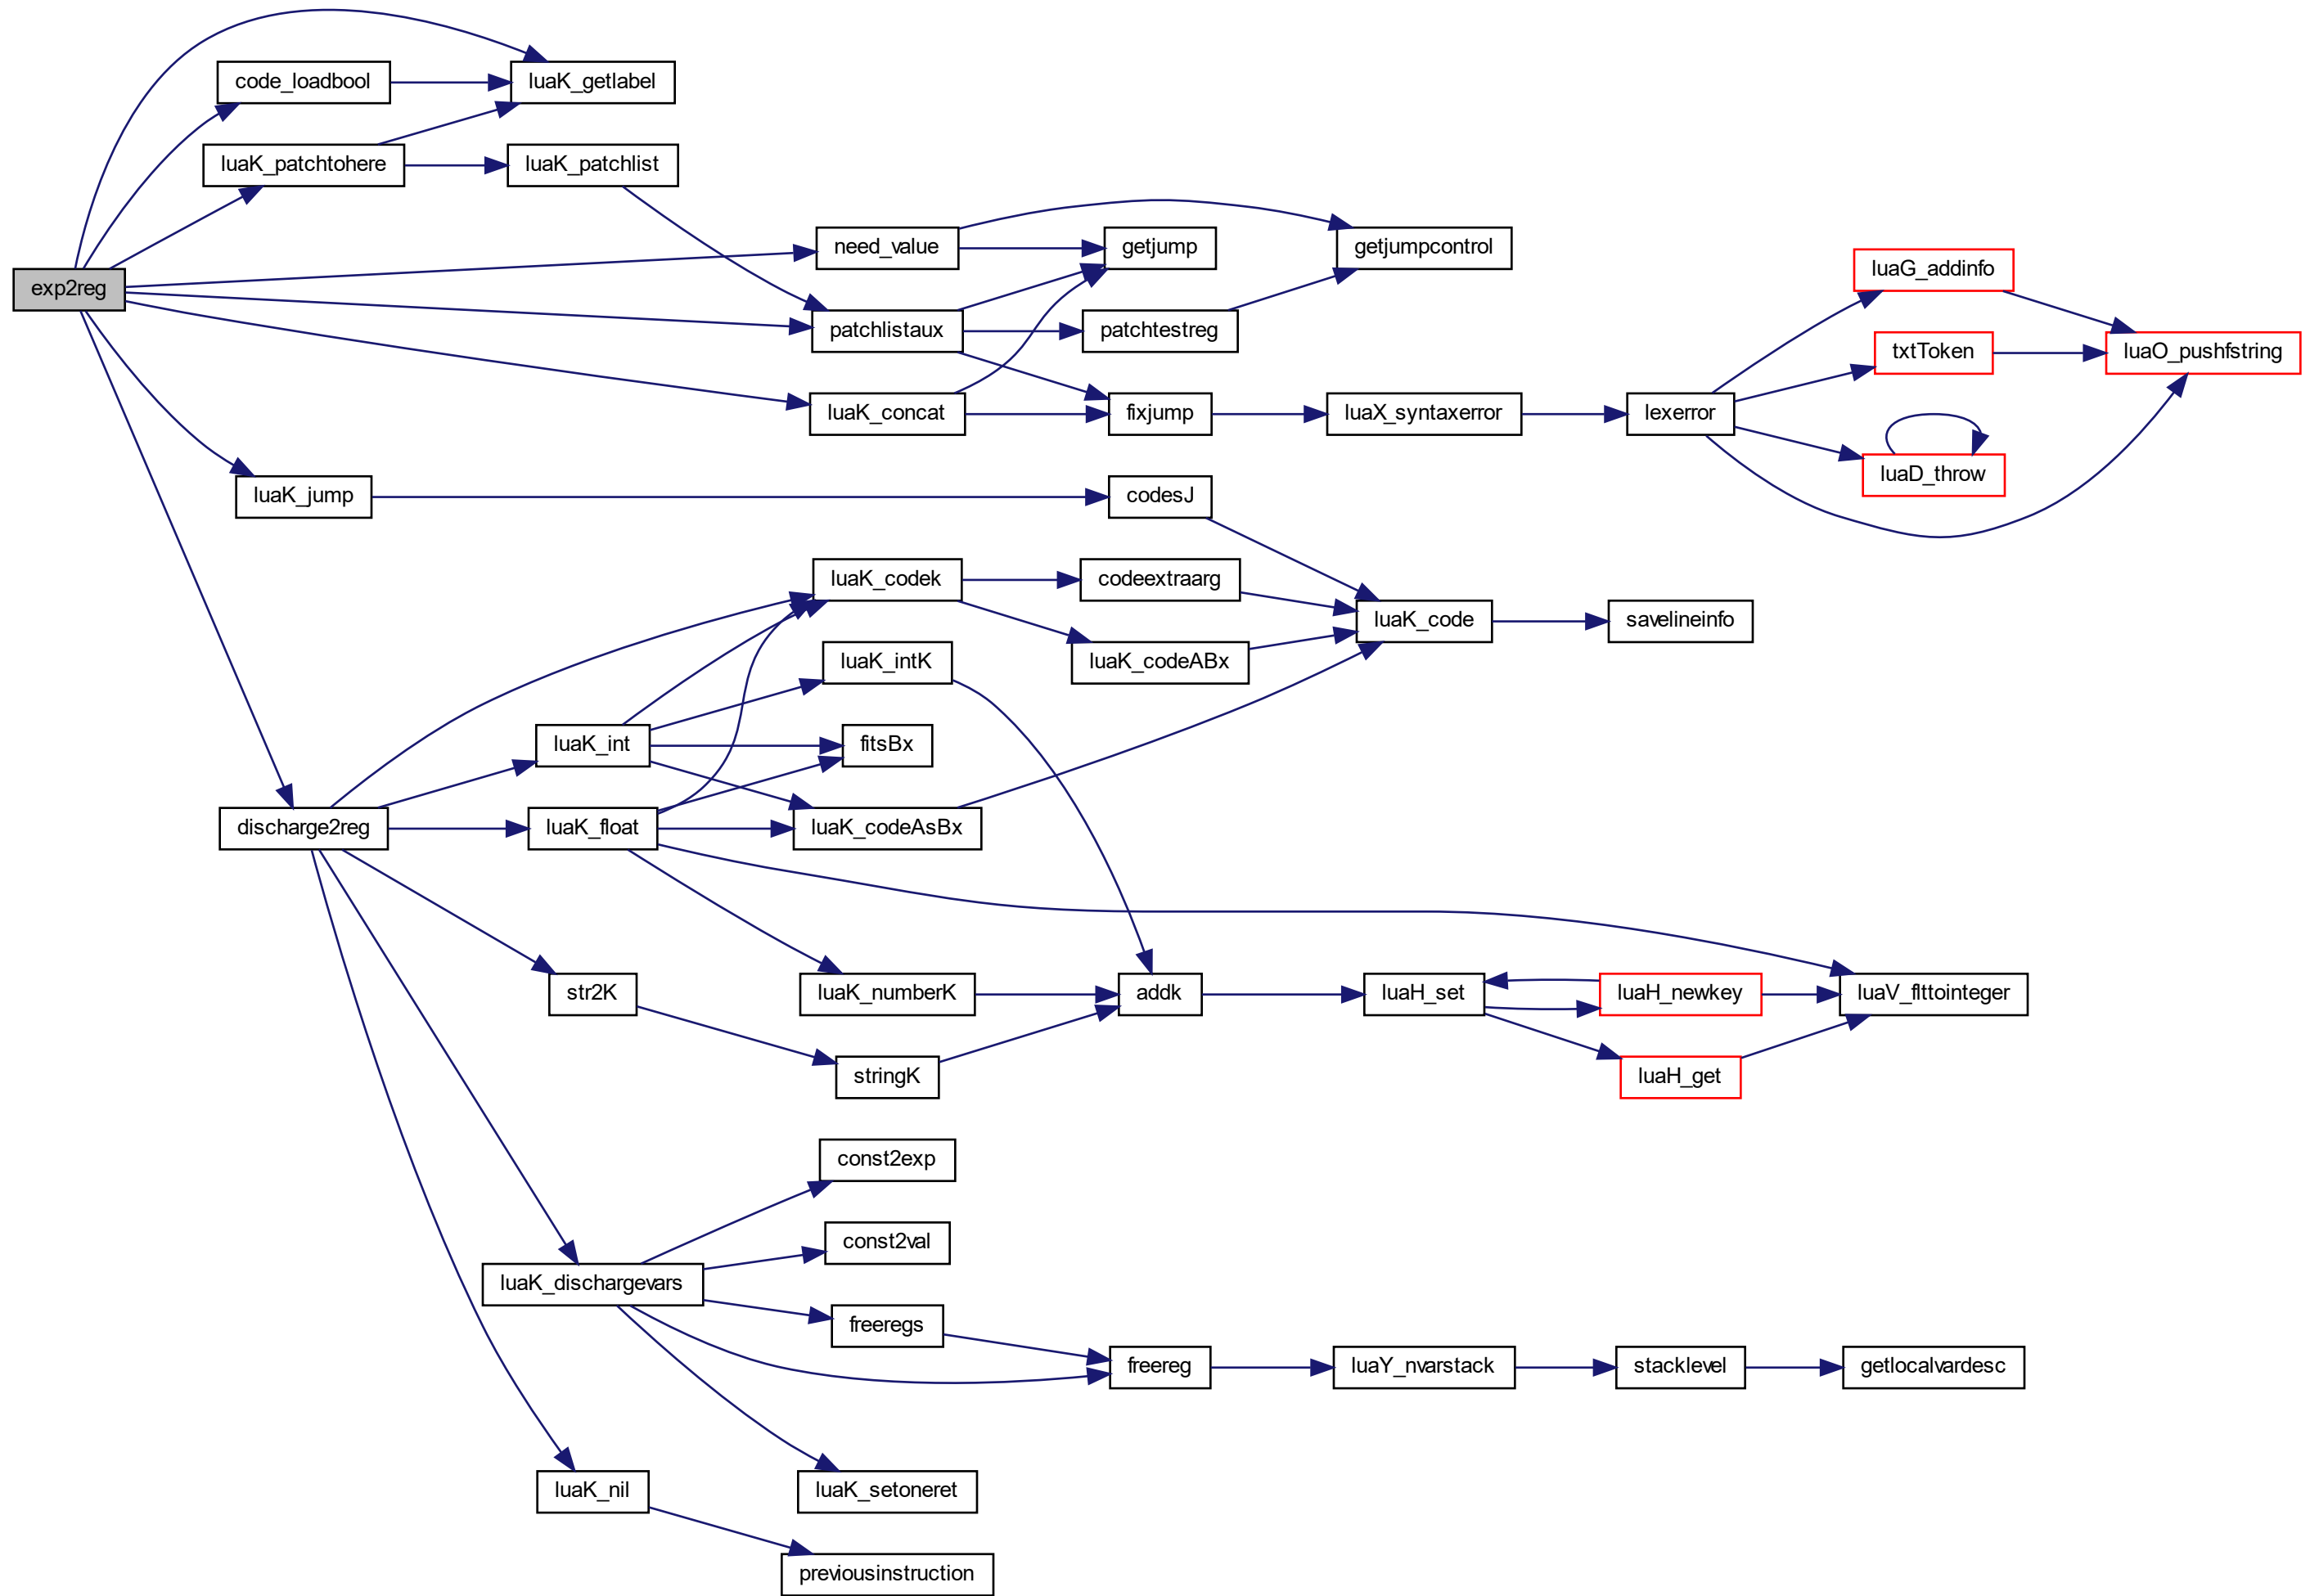 luaK_getlabel
code_loadbool
luaK_patchtohere
luaK_patchlist
need_value
getjump
getjumpcontrol
luaG_addinfo
exp2reg
patchlistaux
patchtestreg
txtToken
luaO_pushfstring
luaK_concat
fixjump
luaX_syntaxerror
lexerror
luaD_throw
luaK_jump
codesJ
luaK_codek
codeextraarg
luaK_code
savelineinfo
luaK_intK
luaK_codeABx
luaK_int
fitsBx
discharge2reg
luaK_float
luaK_codeAsBx
str2K
luaK_numberK
addk
luaH_set
luaH_newkey
luaV_flttointeger
stringK
luaH_get
const2exp
const2val
luaK_dischargevars
freeregs
freereg
luaY_nvarstack
stacklevel
getlocalvardesc
luaK_nil
luaK_setoneret
previousinstruction